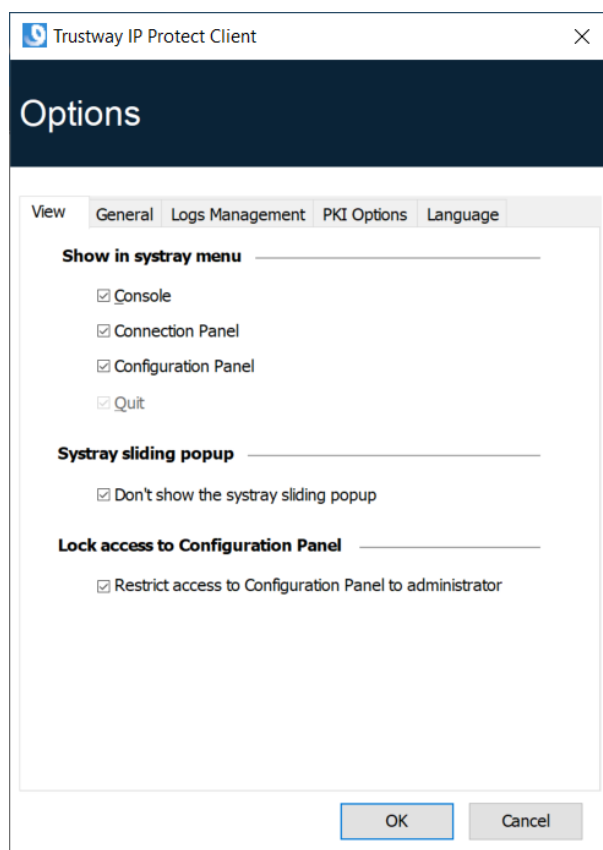 Trustway IP Protect Client
Options
View General Logs Management PKI Options Language
Show in systray menu
Console
Connection Panel
Configuration Panel
Quit
Systray sliding popup
Don't show the systray sliding popup
Lock access to Configuration Panel
Restrict access to Configuration Panel to administrator
OK Cancel